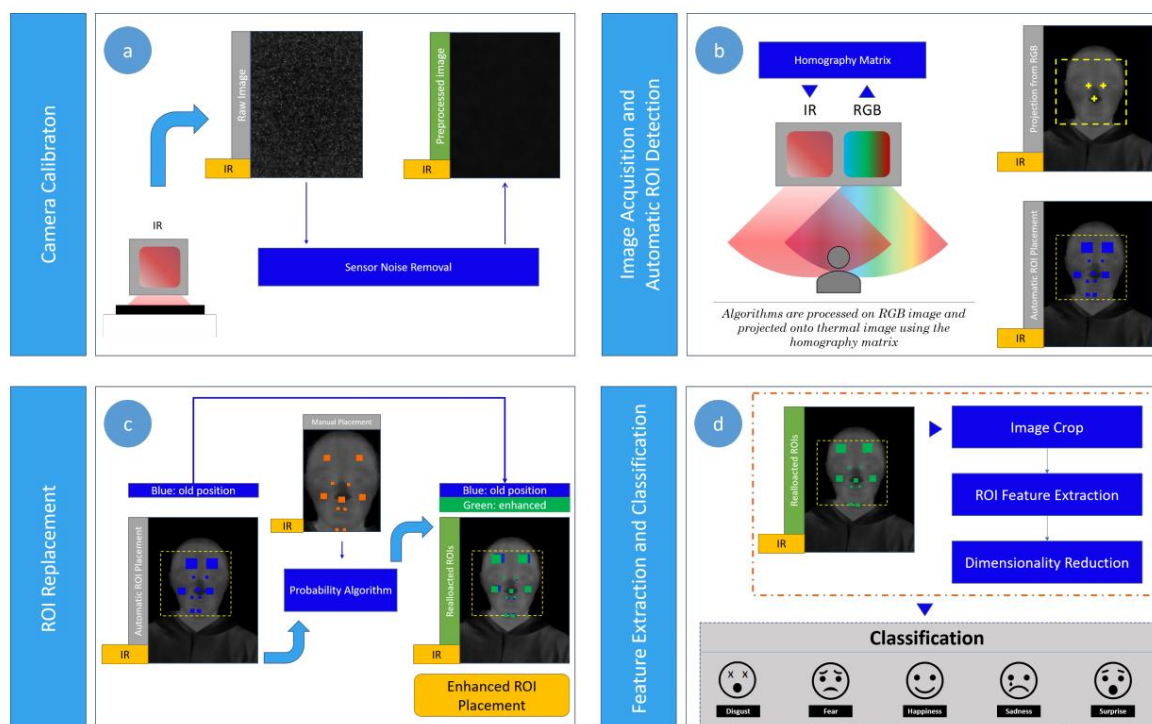 Camera Calibraton
a
Raw Image
IR
Preprocessed image
IR
IR
Sensor Noise Removal
Image Acquisition and
Automatic ROI Detection
b
Homography Matrix
IR
RGB
Algorithms are processed on RGB image and
projected onto thermal image using the
homography matrix
Projection from RGB
IR
Automatic ROI Placement
IR
ROI Replacement
c
Manual Placement
IR
Blue: old position
Automatic ROI Placement
IR
Probability Algorithm
Blue: old position
Green: enhanced
Realloacted ROIs
IR
Enhanced ROI
Placement
Feature Extraction and Classification
d
Realloacted ROIs
IR
Image Crop
ROI Feature Extraction
Dimensionality Reduction
Classification
Disgust
Fear
Happiness
Sadness
Surprise